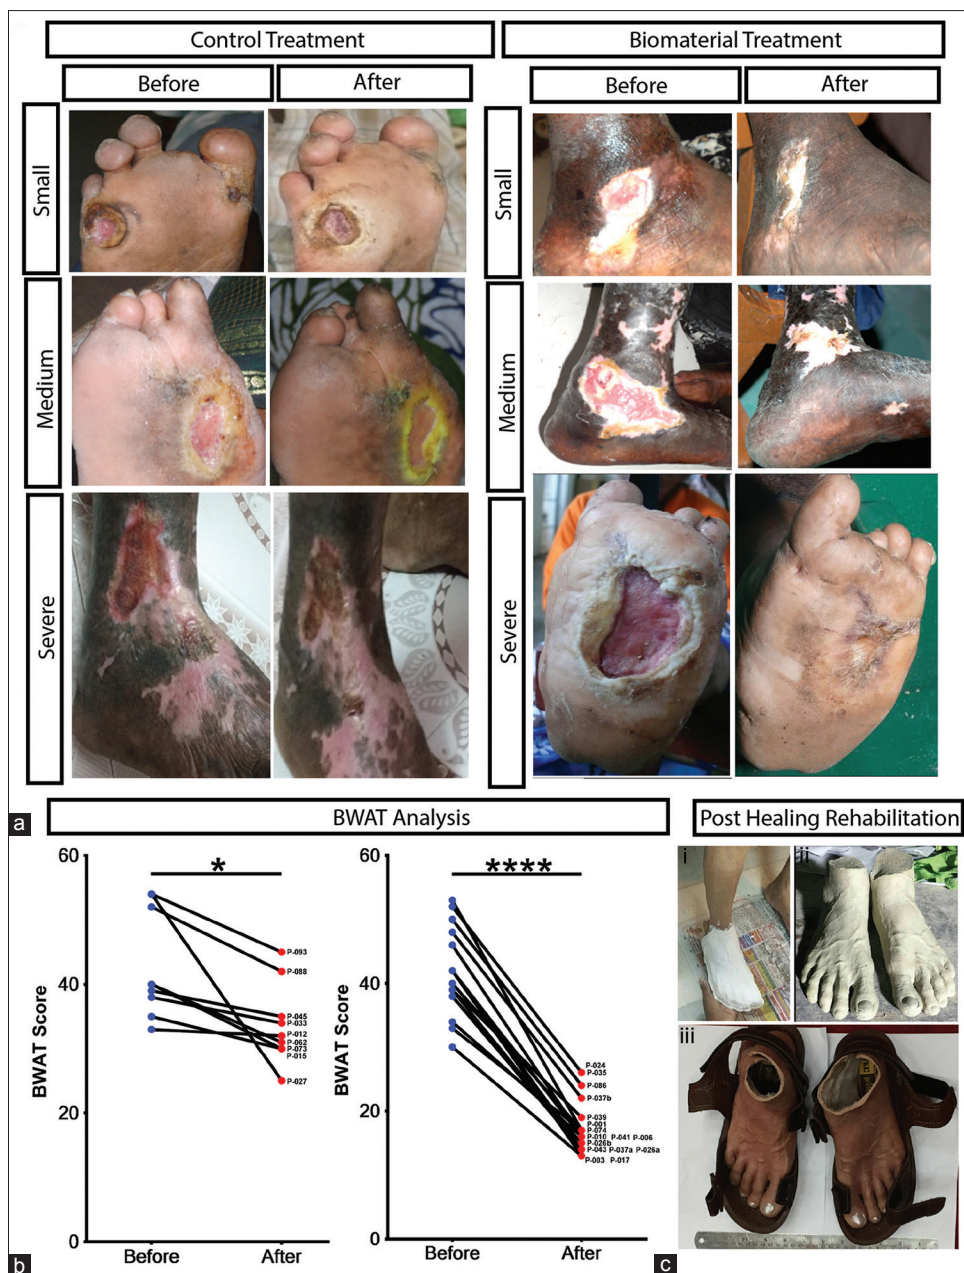 Control Treatment
Biomaterial Treatment
Before
After
Before
After
Small
Small
Medium
Medium
Severe
Severe
a
BWAT Analysis
Post Healing Rehabilitation
60
40
20
0
BWAT Score
*
P-093
P-088
P-045
P-033
P-012
P-062
P-073
P-015
P-027
Before
After
60
40
20
0
BWAT Score
****
P-024
P-035
P-086
P-037b
P-039
P-001
P-074
P-010 P-041 P-006
P-026b
P-043 P-037a P-026a
P-003 P-017
Before
After
b
i
ii
iii
c